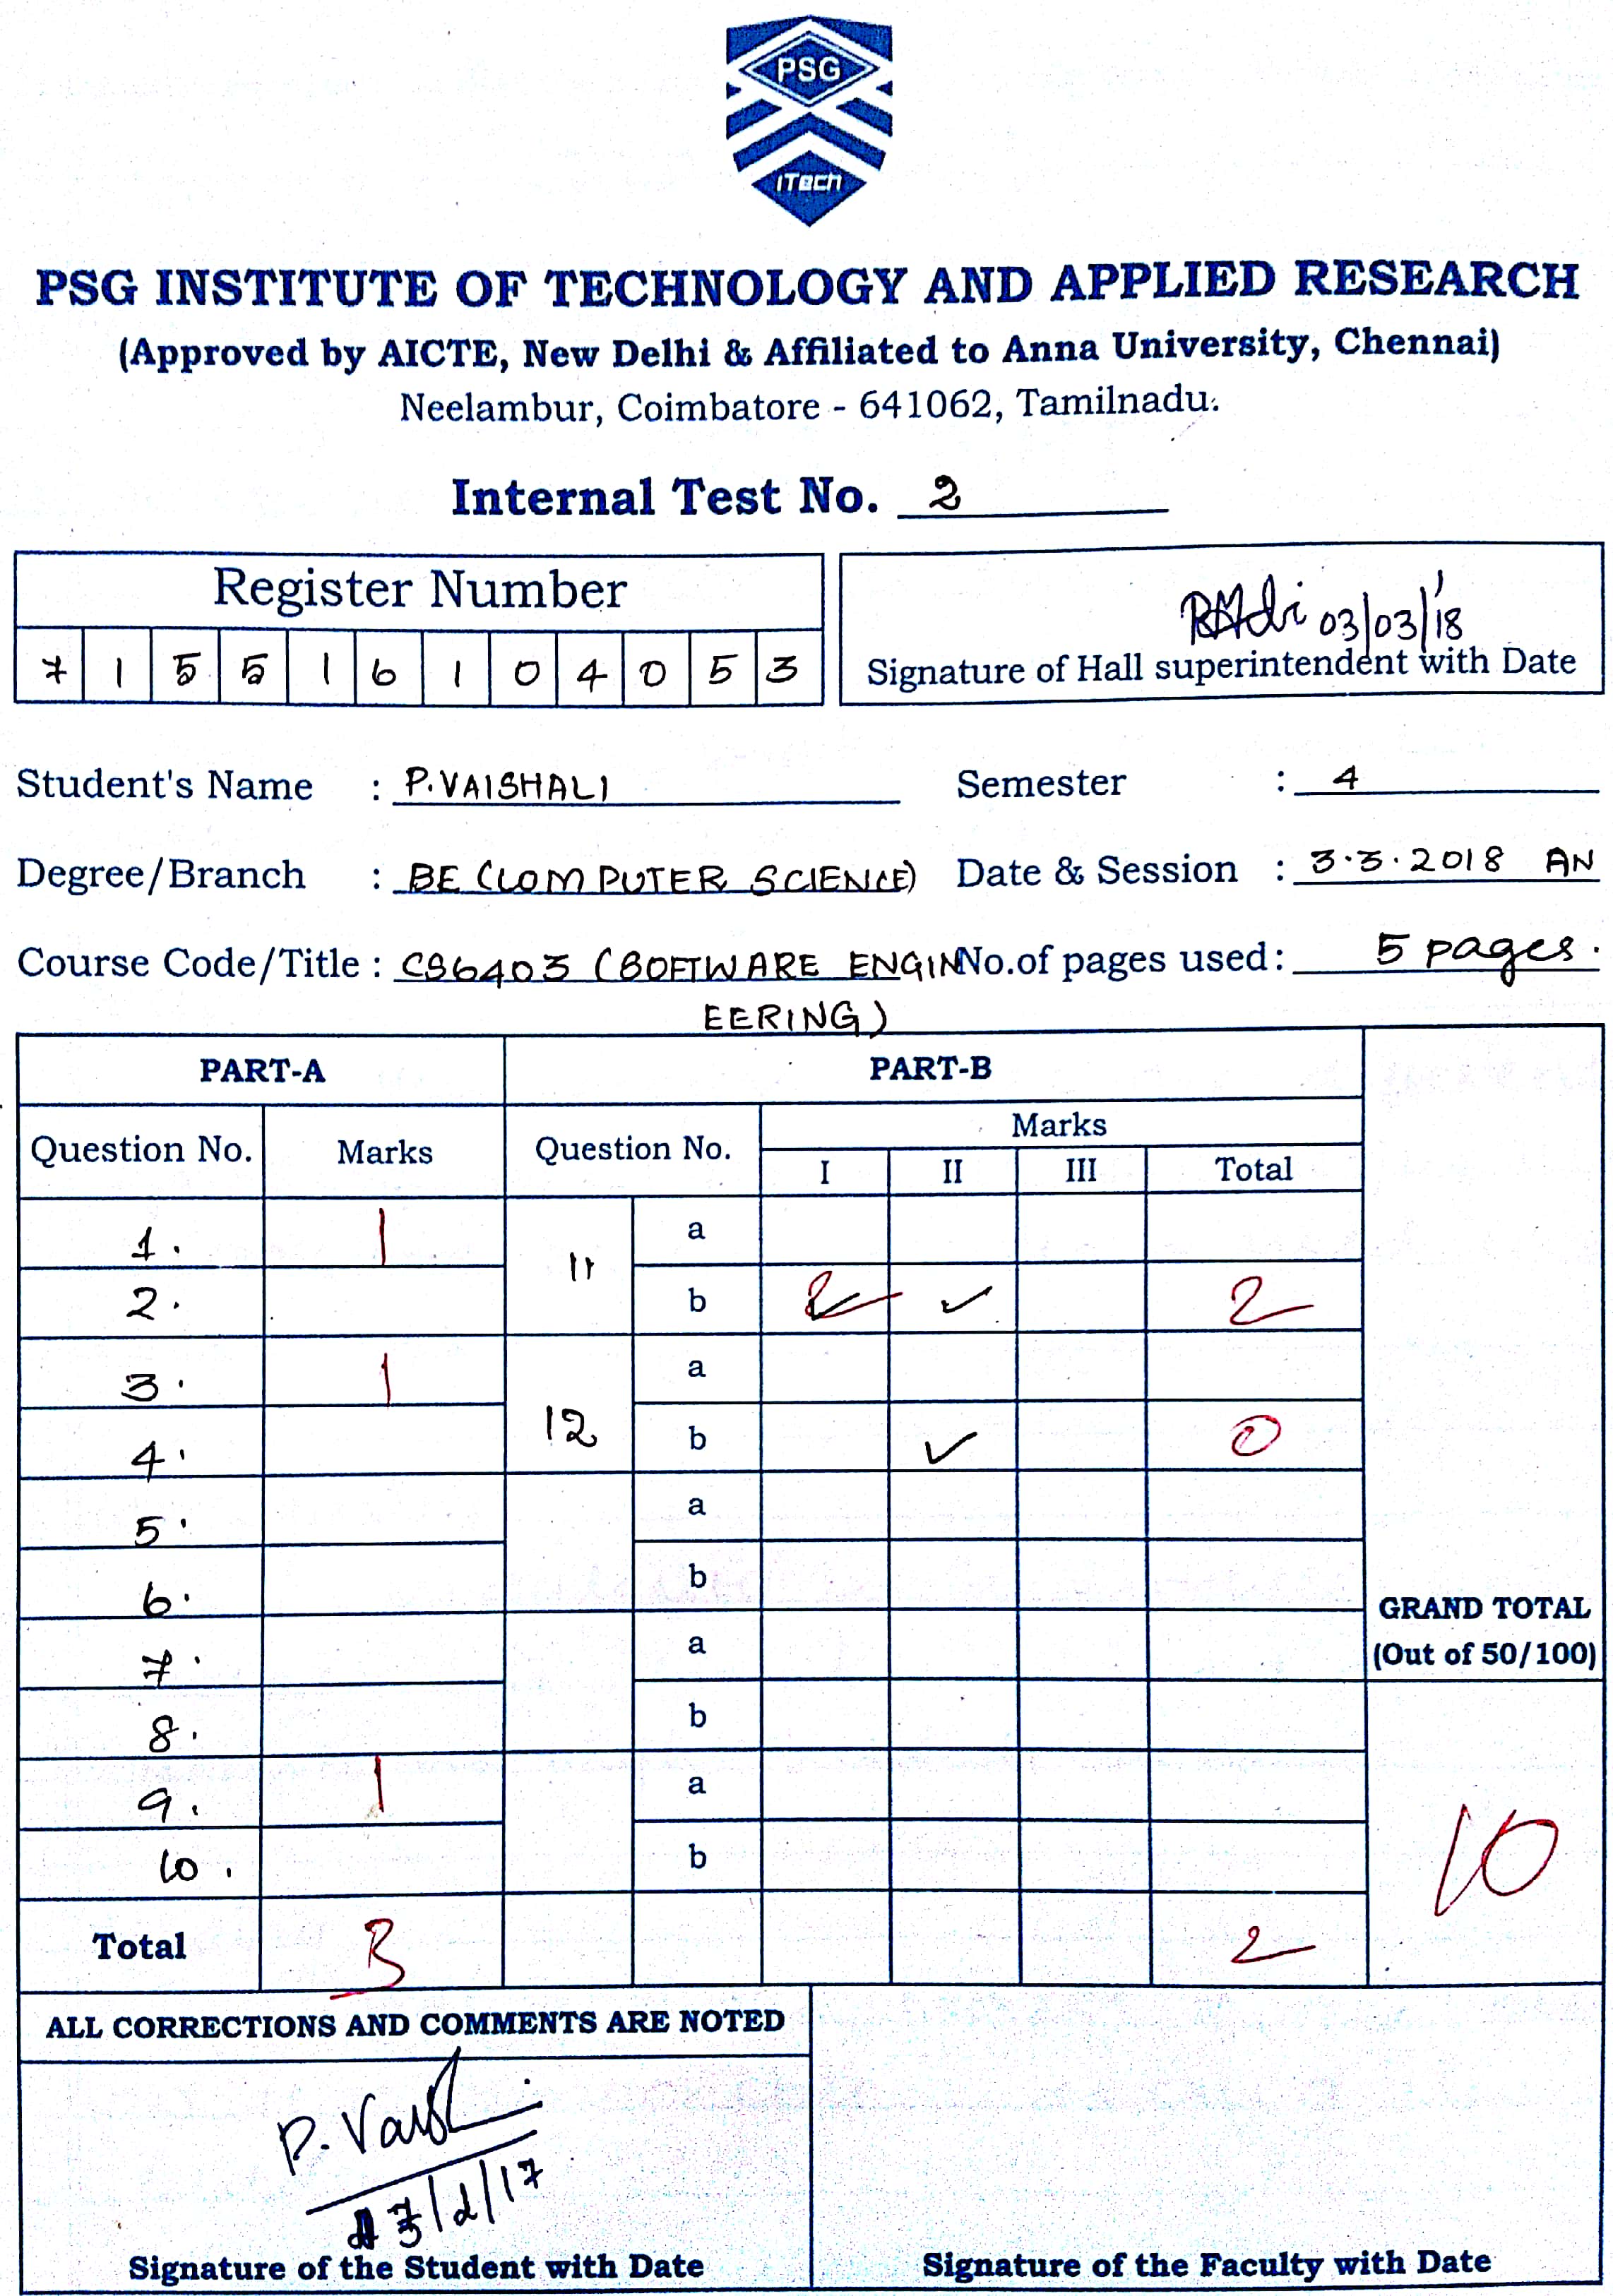 PSG
iTech
PSG INSTITUTE OF TECHNOLOGY AND APPLIED RESEARCH
(Approved by AICTE, New Delhi & Affiliated to Anna University, Chennai)
Neelambur, Coimbatore - 641062, Tamilnadu.
Internal Test No. 2
Register Number
7 1 5 5 1 6 1 0 4 0 5 3
03/03/18
Signature of Hall superintendent with Date
Student's Name : P.VAISHALI Semester : 4
Degree/Branch : BE (COMPUTER SCIENCE) Date & Session : 3.3.2018 AN
Course Code/Title : CS6403 (SOFTWARE ENGIN No.of pages used: 5 pages.
EERING)
PART-A PART-B
Question No. Marks Question No. Marks
I II III Total
1. 1 11 a
2. b 2 ✓ 2
3. 1 12 a
4. b ✓ 0
5. a
6. b
7. a
8. b
9. 1 a
10. b
GRAND TOTAL
(Out of 50/100)
10
Total 3 2
ALL CORRECTIONS AND COMMENTS ARE NOTED
P. Vaish
/2/17
Signature of the Student with Date Signature of the Faculty with Date